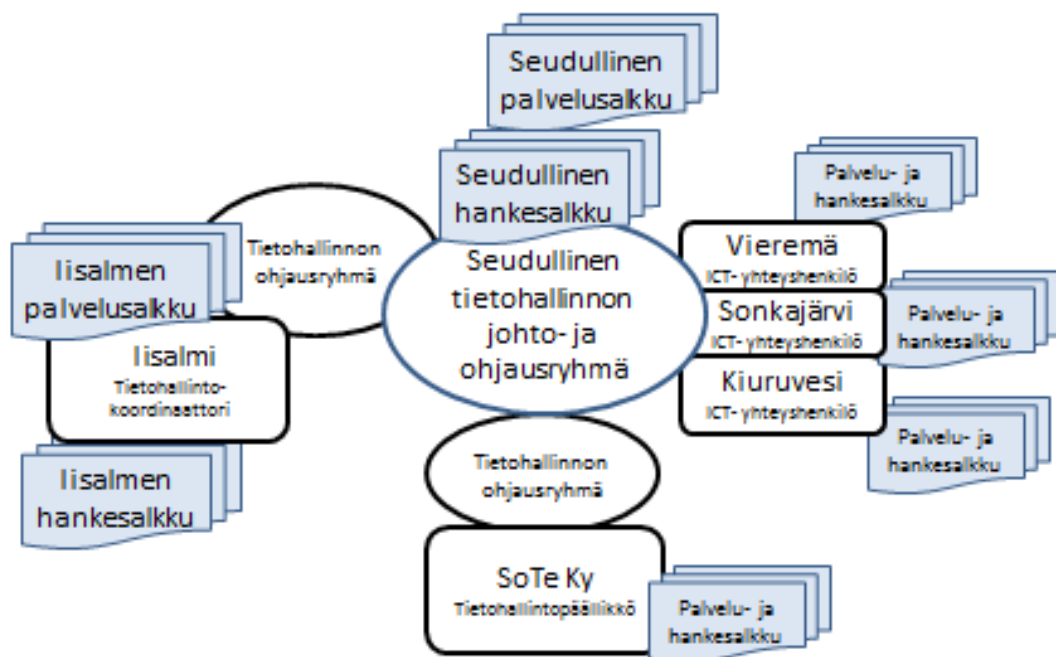 Seudullinen
palvelusalkku
Seudullinen
hankesalkku
Palvelu- ja
hankesalkku
Tietohallinnon
ohjausryhmä
Iisalmen
palvelusalkku
Seudullinen
tietohallinnon
johto- ja
ohjausryhmä
Vieremä
ICT- yhteyshenkilö
Sonkajärvi
ICT- yhteyshenkilö
Palvelu- ja
hankesalkku
Kiuruvesi
ICT- yhteyshenkilö
Palvelu- ja
hankesalkku
Iisalmi
Tietohallinto-
koordinaattori
Iisalmen
hankesalkku
Tietohallinnon
ohjausryhmä
SoTe Ky
Tietohallintopäällikkö
Palvelu- ja
hankesalkku